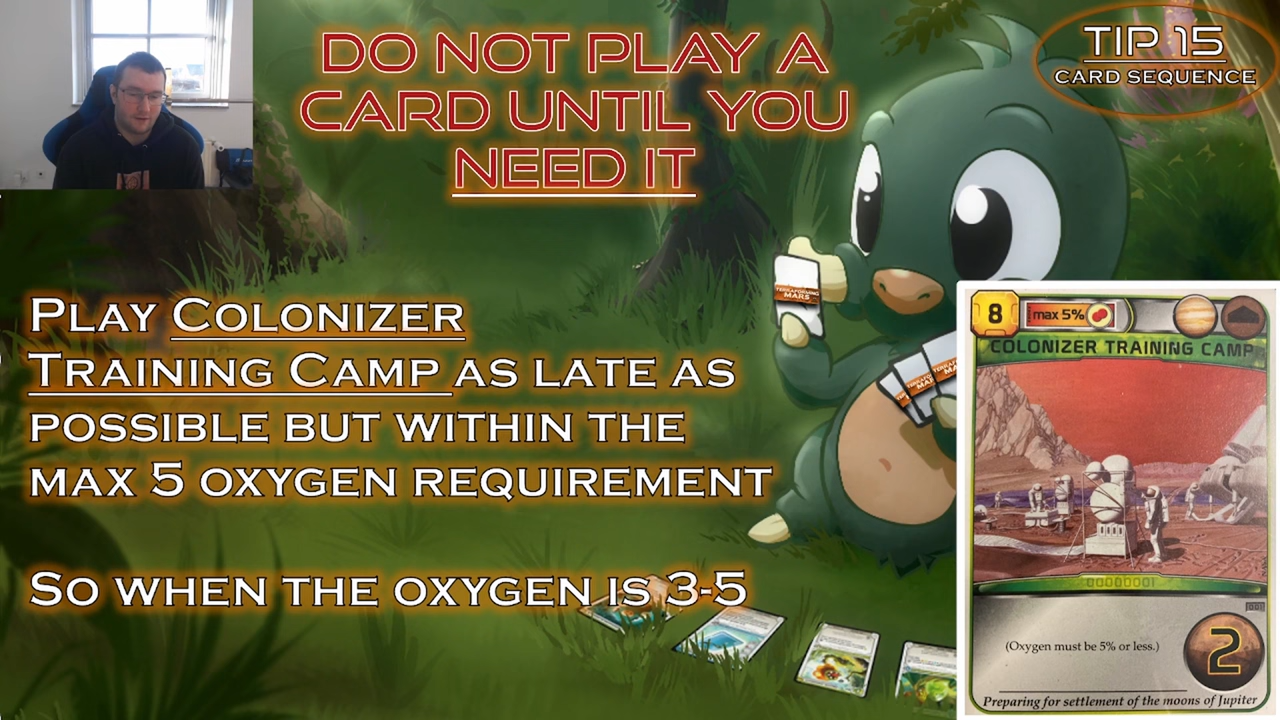 DO NOT PLAY A
CARD UNTIL YOU
NEED IT
TIP 15
CARD SEQUENCE
PLAY COLONIZER
TRAINING CAMP AS LATE AS
POSSIBLE BUT WITHIN THE
MAX 5 OXYGEN REQUIREMENT
SO WHEN THE OXYGEN IS 3-5
TERRAFORMING
MARS
8
max 5%
COLONIZER TRAINING CAMP
(Oxygen must be 5% or less.)
2
Preparing for settlement of the moons of Jupiter